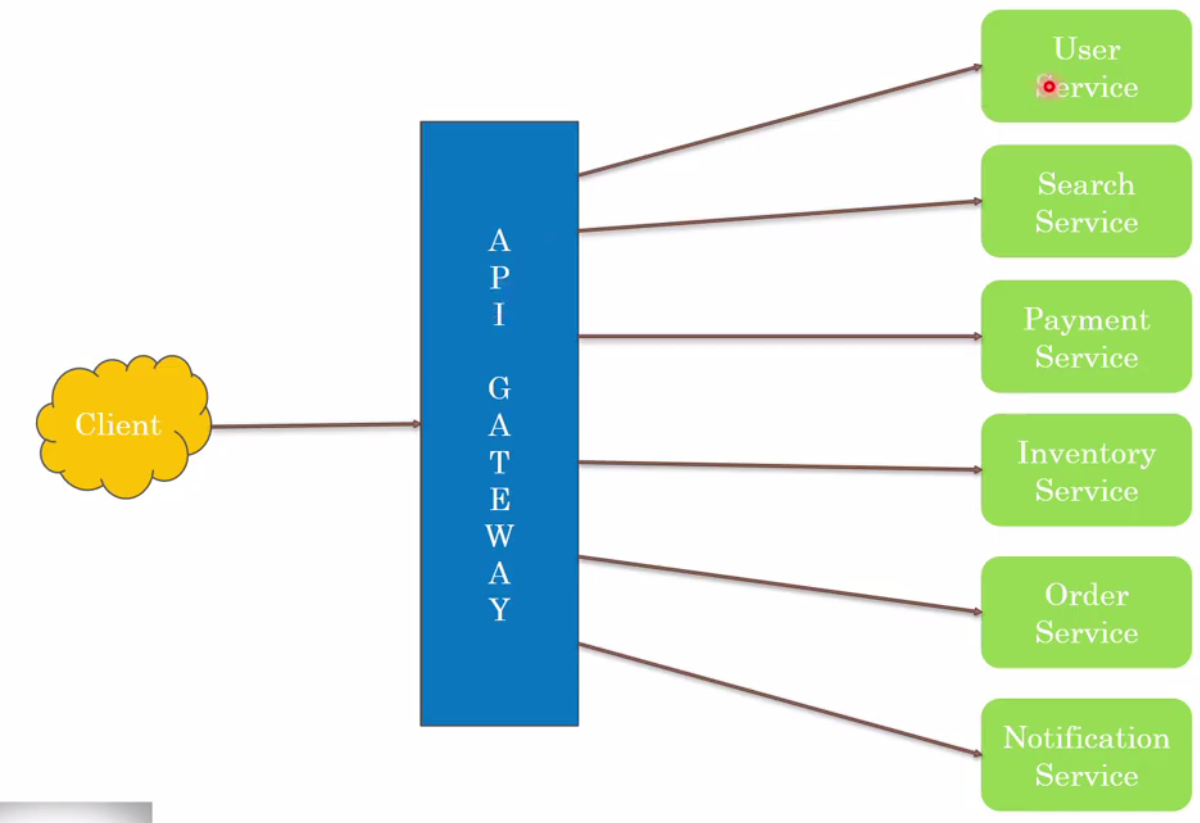 Client
A
P
I
G
A
T
E
W
A
Y
User
Service
Search
Service
Payment
Service
Inventory
Service
Order
Service
Notification
Service